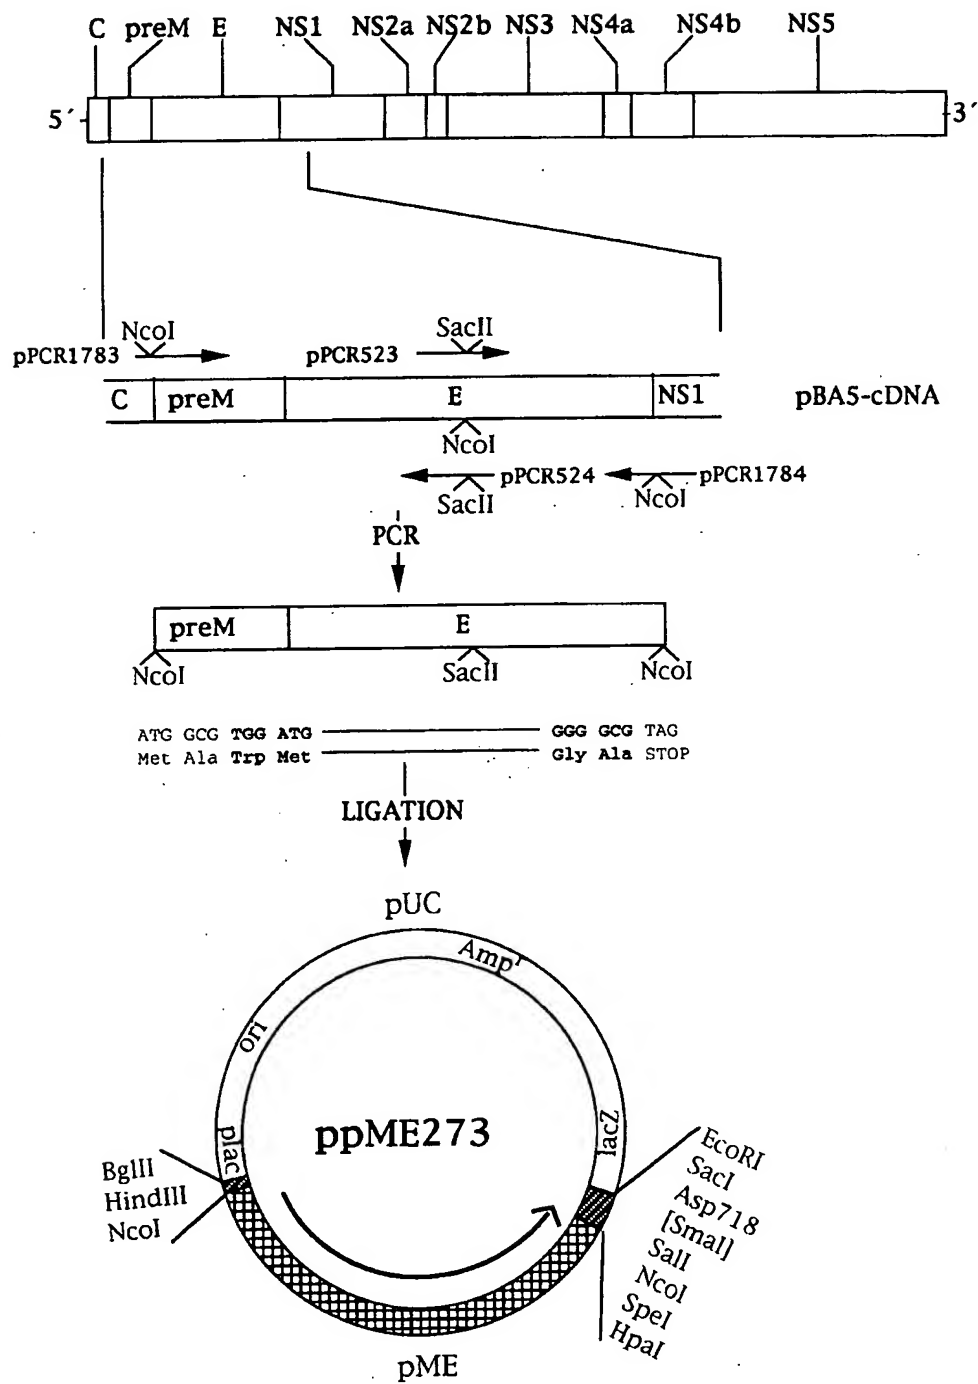 C preM E NS1 NS2a NS2b NS3 NS4a NS4b NS5
5´ 3´
NcoI SacII
pPCR1783 pPCR523
C preM E NS1 pBA5-cDNA
NcoI
pPCR524 pPCR1784
SacII NcoI
PCR
preM E
NcoI SacII NcoI
ATG GCG TGG ATG GGG GCG TAG
Met Ala Trp Met Gly Ala STOP
LIGATION
pUC
Amp r
ori
plac
lacZ
ppME273
BglII
HindIII
NcoI
EcoRI
SacI
Asp718
[SmaI]
SalI
NcoI
SpeI
HpaI
pME